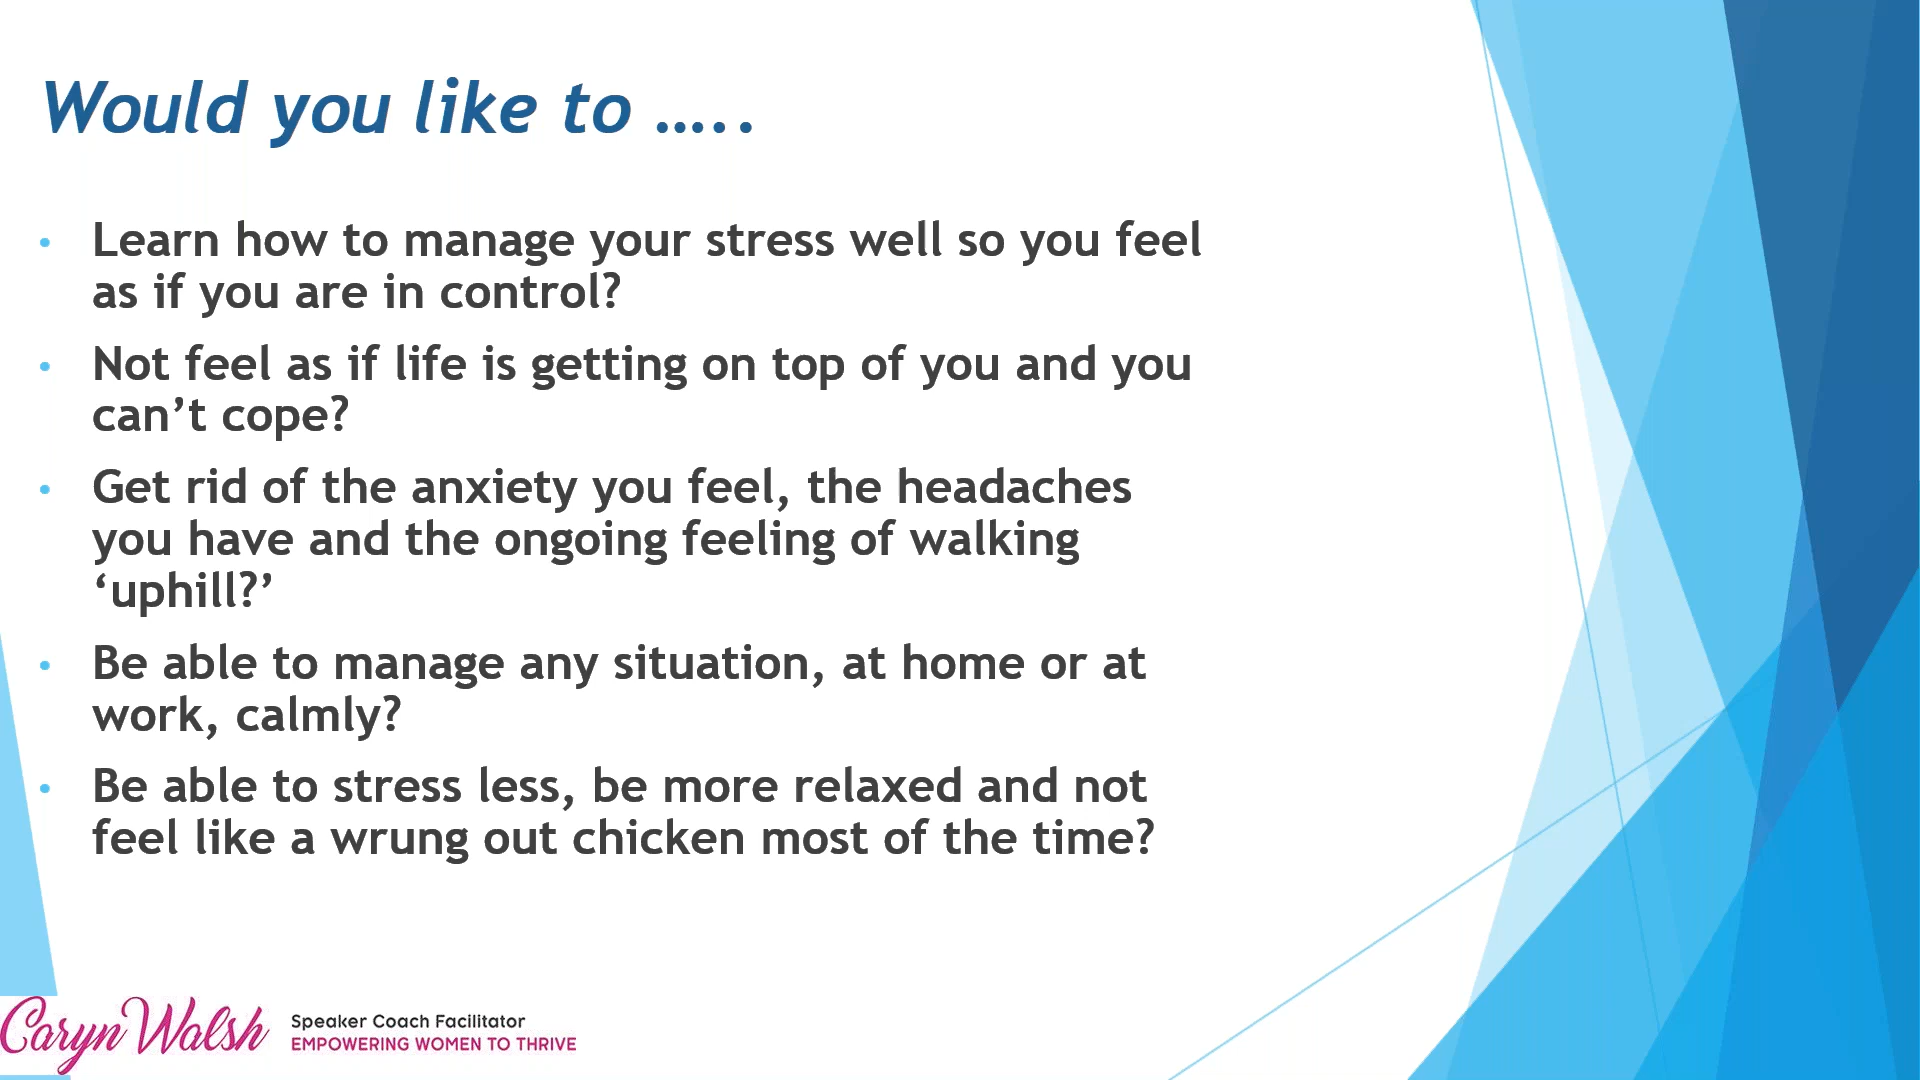 Would you like to …..
• Learn how to manage your stress well so you feel
as if you are in control?
• Not feel as if life is getting on top of you and you
can’t cope?
• Get rid of the anxiety you feel, the headaches
you have and the ongoing feeling of walking
‘uphill?’
• Be able to manage any situation, at home or at
work, calmly?
• Be able to stress less, be more relaxed and not
feel like a wrung out chicken most of the time?
Caryn Walsh
Speaker Coach Facilitator
EMPOWERING WOMEN TO THRIVE